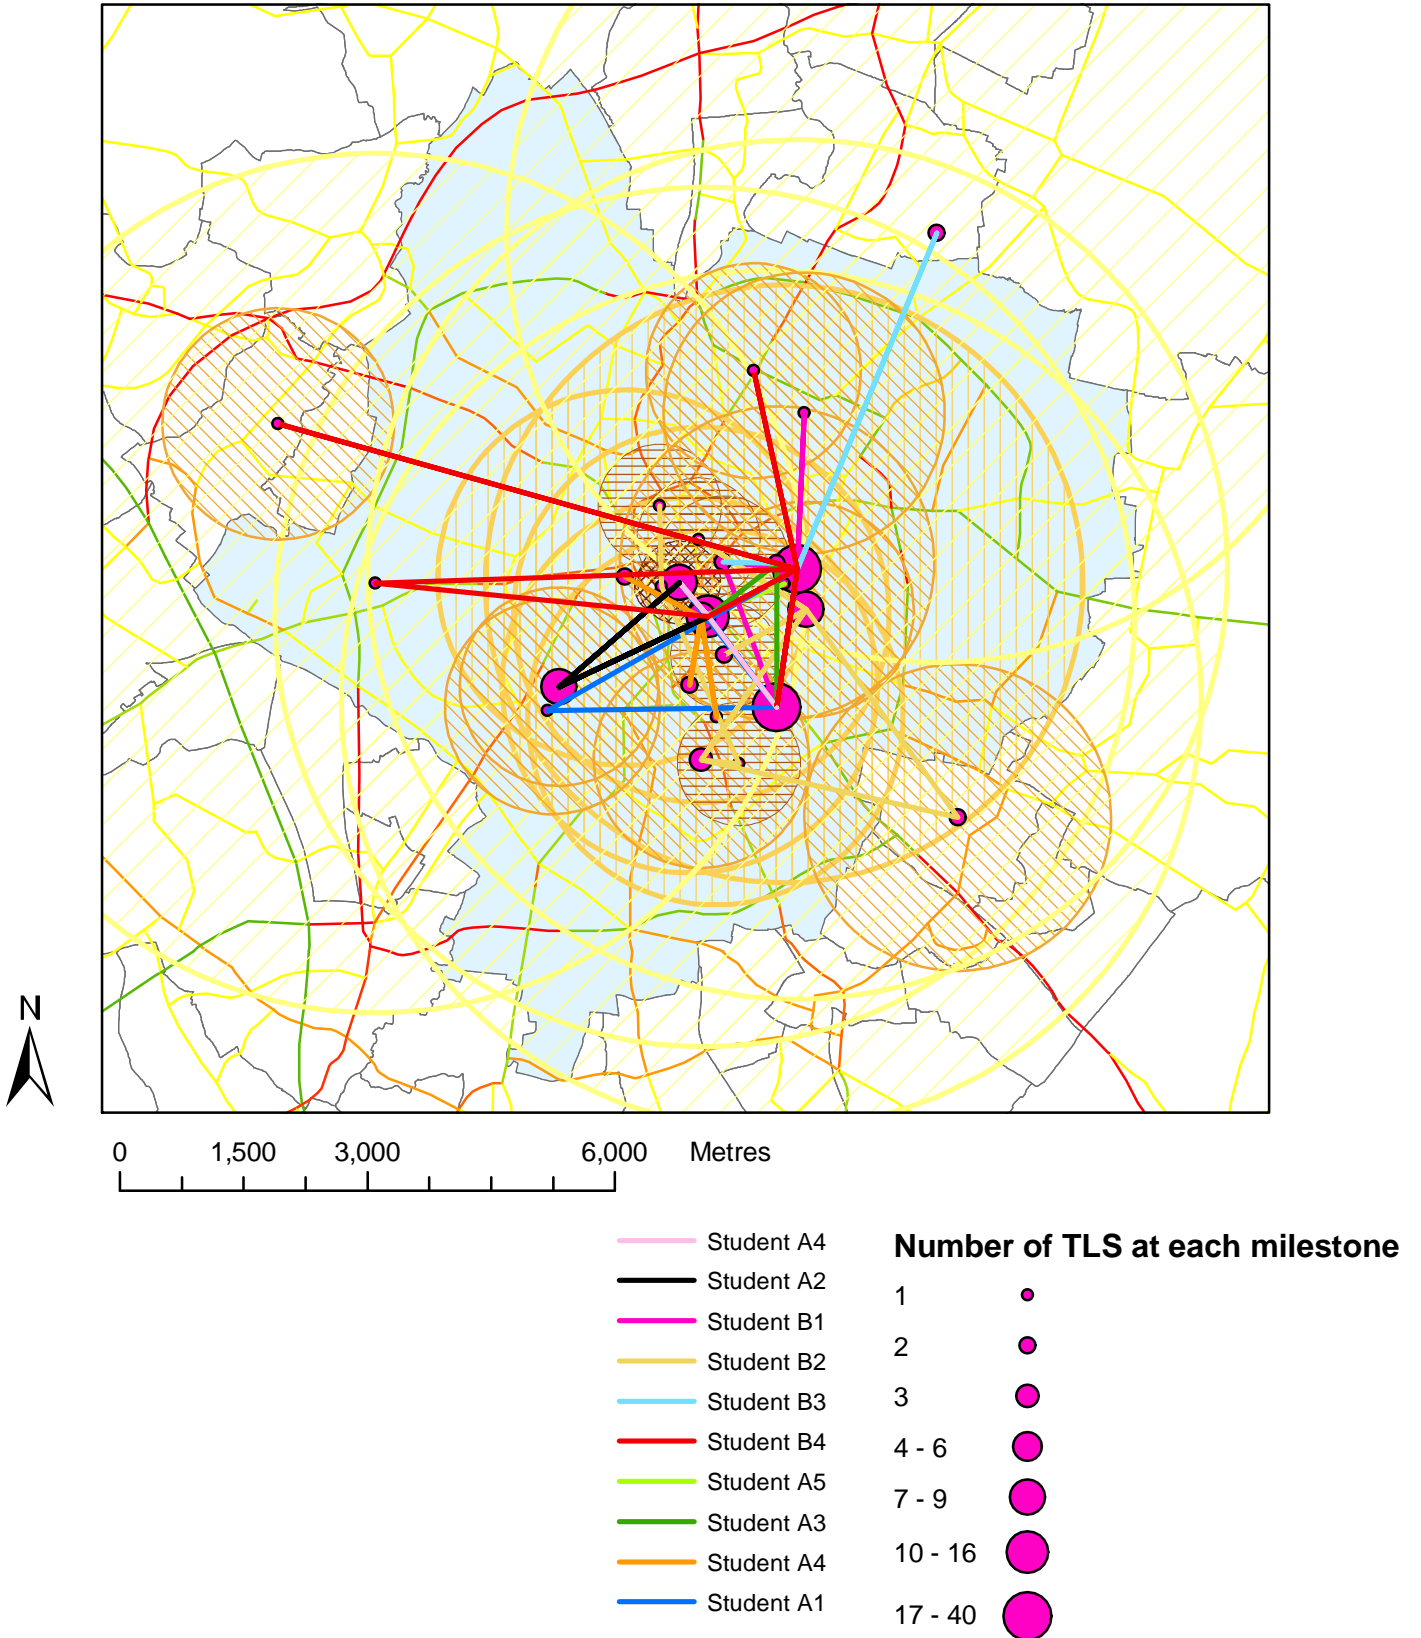 N
0 1,500 3,000 6,000 Metres
Student A4
Student A2
Student B1
Student B2
Student B3
Student B4
Student A5
Student A3
Student A4
Student A1
Number of TLS at each milestone
1
2
3
4 - 6
7 - 9
10 - 16
17 - 40